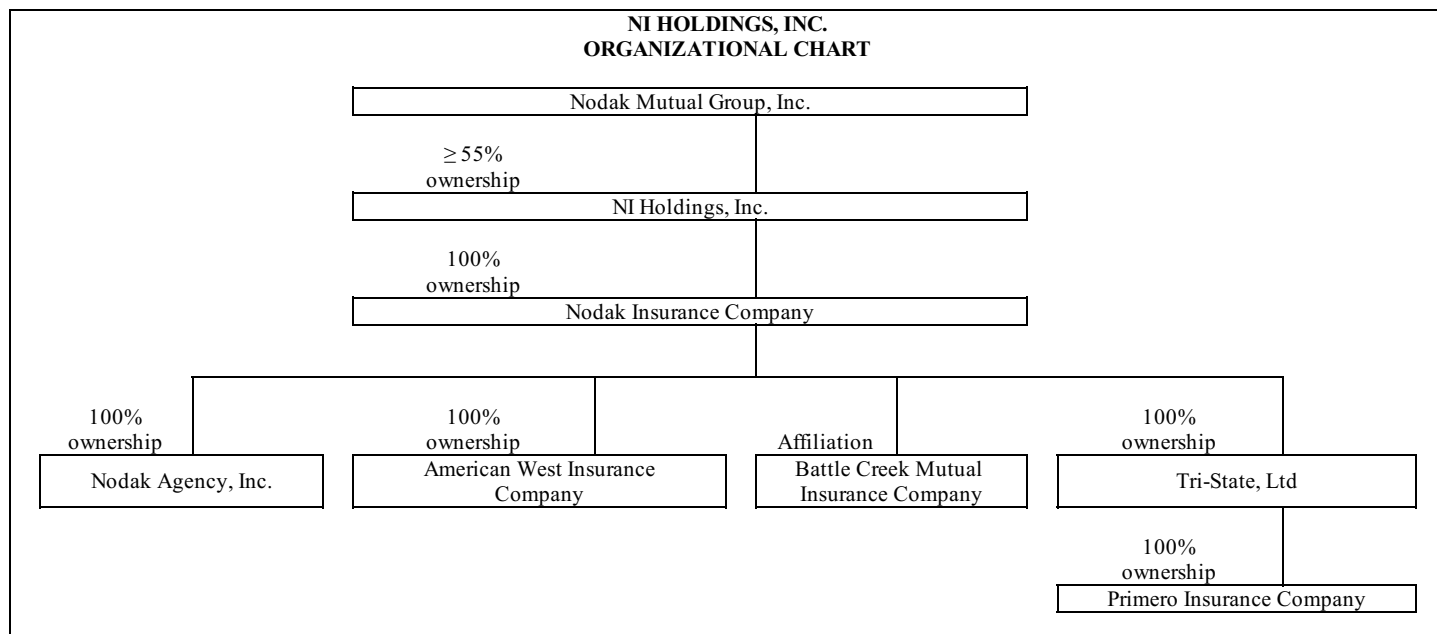 NI HOLDINGS, INC.
ORGANIZATIONAL CHART
Nodak Mutual Group, Inc.
≥ 55%
ownership
NI Holdings, Inc.
100%
ownership
Nodak Insurance Company
100%
ownership
Nodak Agency, Inc.
100%
ownership
American West Insurance
Company
Affiliation
Battle Creek Mutual
Insurance Company
100%
ownership
Tri-State, Ltd
100%
ownership
Primero Insurance Company